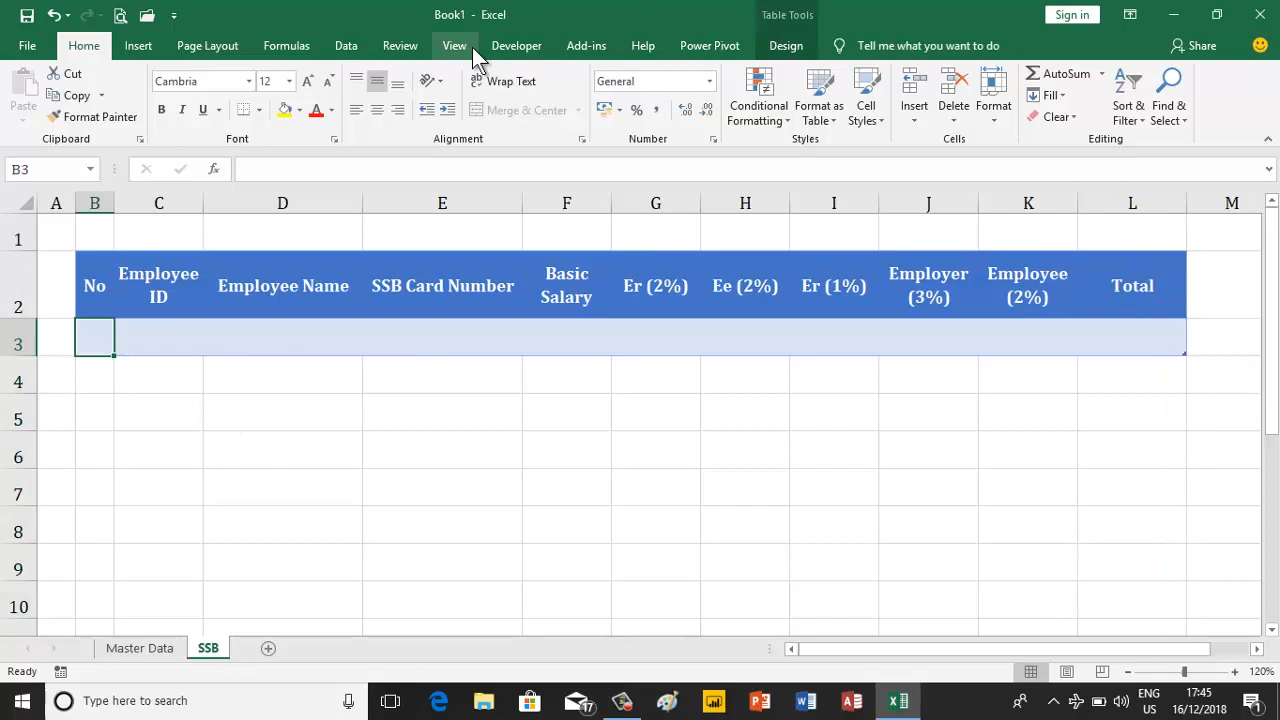 Book1 - Excel
Table Tools
Sign in
File
Home
Insert
Page Layout
Formulas
Data
Review
View
Developer
Add-ins
Help
Power Pivot
Design
Tell me what you want to do
Share
Paste
Cut
Copy
Format Painter
Clipboard
Cambria
12
B I U
Font
Wrap Text
Merge & Center
Alignment
General
%
Number
Conditional
Formatting
Format as
Table
Cell
Styles
Styles
Insert
Delete
Format
Cells
AutoSum
Fill
Clear
Sort &
Filter
Find &
Select
Editing
B3
fx
A B C D E F G H I J K L M
1
2
No
Employee
ID
Employee Name
SSB Card Number
Basic
Salary
Er (2%)
Ee (2%)
Er (1%)
Employer
(3%)
Employee
(2%)
Total
3
4
5
6
7
8
9
10
Master Data
SSB
Ready
120%
Type here to search
17
ENG
US
17:45
16/12/2018
1